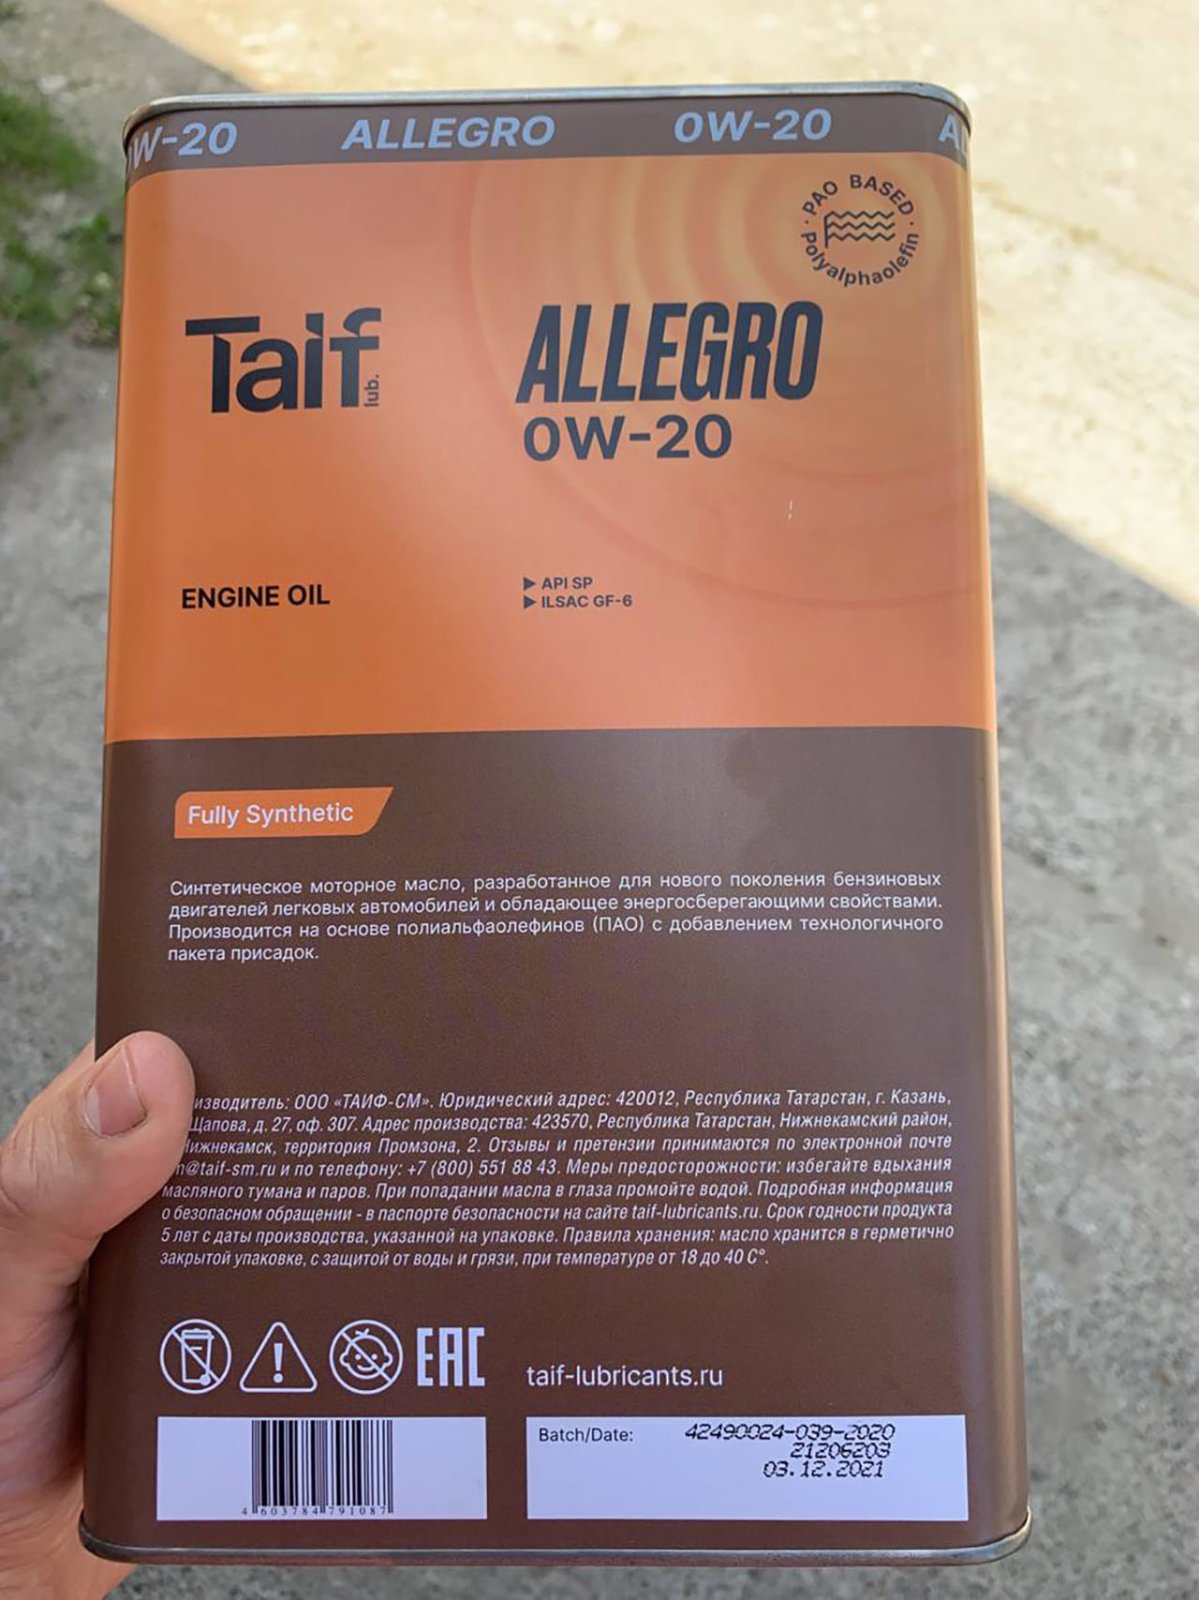 W-20 ALLEGRO 0W-20
PAO BASED
Polyalphaolefin
Taif
lub.
ALLEGRO
0W-20
ENGINE OIL
▶ API SP
▶ ILSAC GF-6
Fully Synthetic
Синтетическое моторное масло, разработанное для нового поколения бензиновых
двигателей легковых автомобилей и обладающее энергосберегающими свойствами.
Производится на основе полиальфаолефинов (ПАО) с добавлением технологичного
пакета присадок.
изводитель: ООО «ТАИФ-СМ». Юридический адрес: 420012, Республика Татарстан, г. Казань,
Щапова, д. 27, оф. 307. Адрес производства: 423570, Республика Татарстан, Нижнекамский район,
ижнекамск, территория Промзона, 2. Отзывы и претензии принимаются по электронной почте
@taif-sm.ru и по телефону: +7 (800) 551 88 43. Меры предосторожности: избегайте вдыхания
масляного тумана и паров. При попадании масла в глаза промойте водой. Подробная информация
о безопасном обращении - в паспорте безопасности на сайте taif-lubricants.ru. Срок годности продукта
5 лет с даты производства, указанной на упаковке. Правила хранения: масло хранится в герметично
закрытой упаковке, с защитой от воды и грязи, при температуре от 18 до 40 С°.
EAC
taif-lubricants.ru
Batch/Date: 42490024-039-2020
21206203
03.12.2021
4 603784 791087